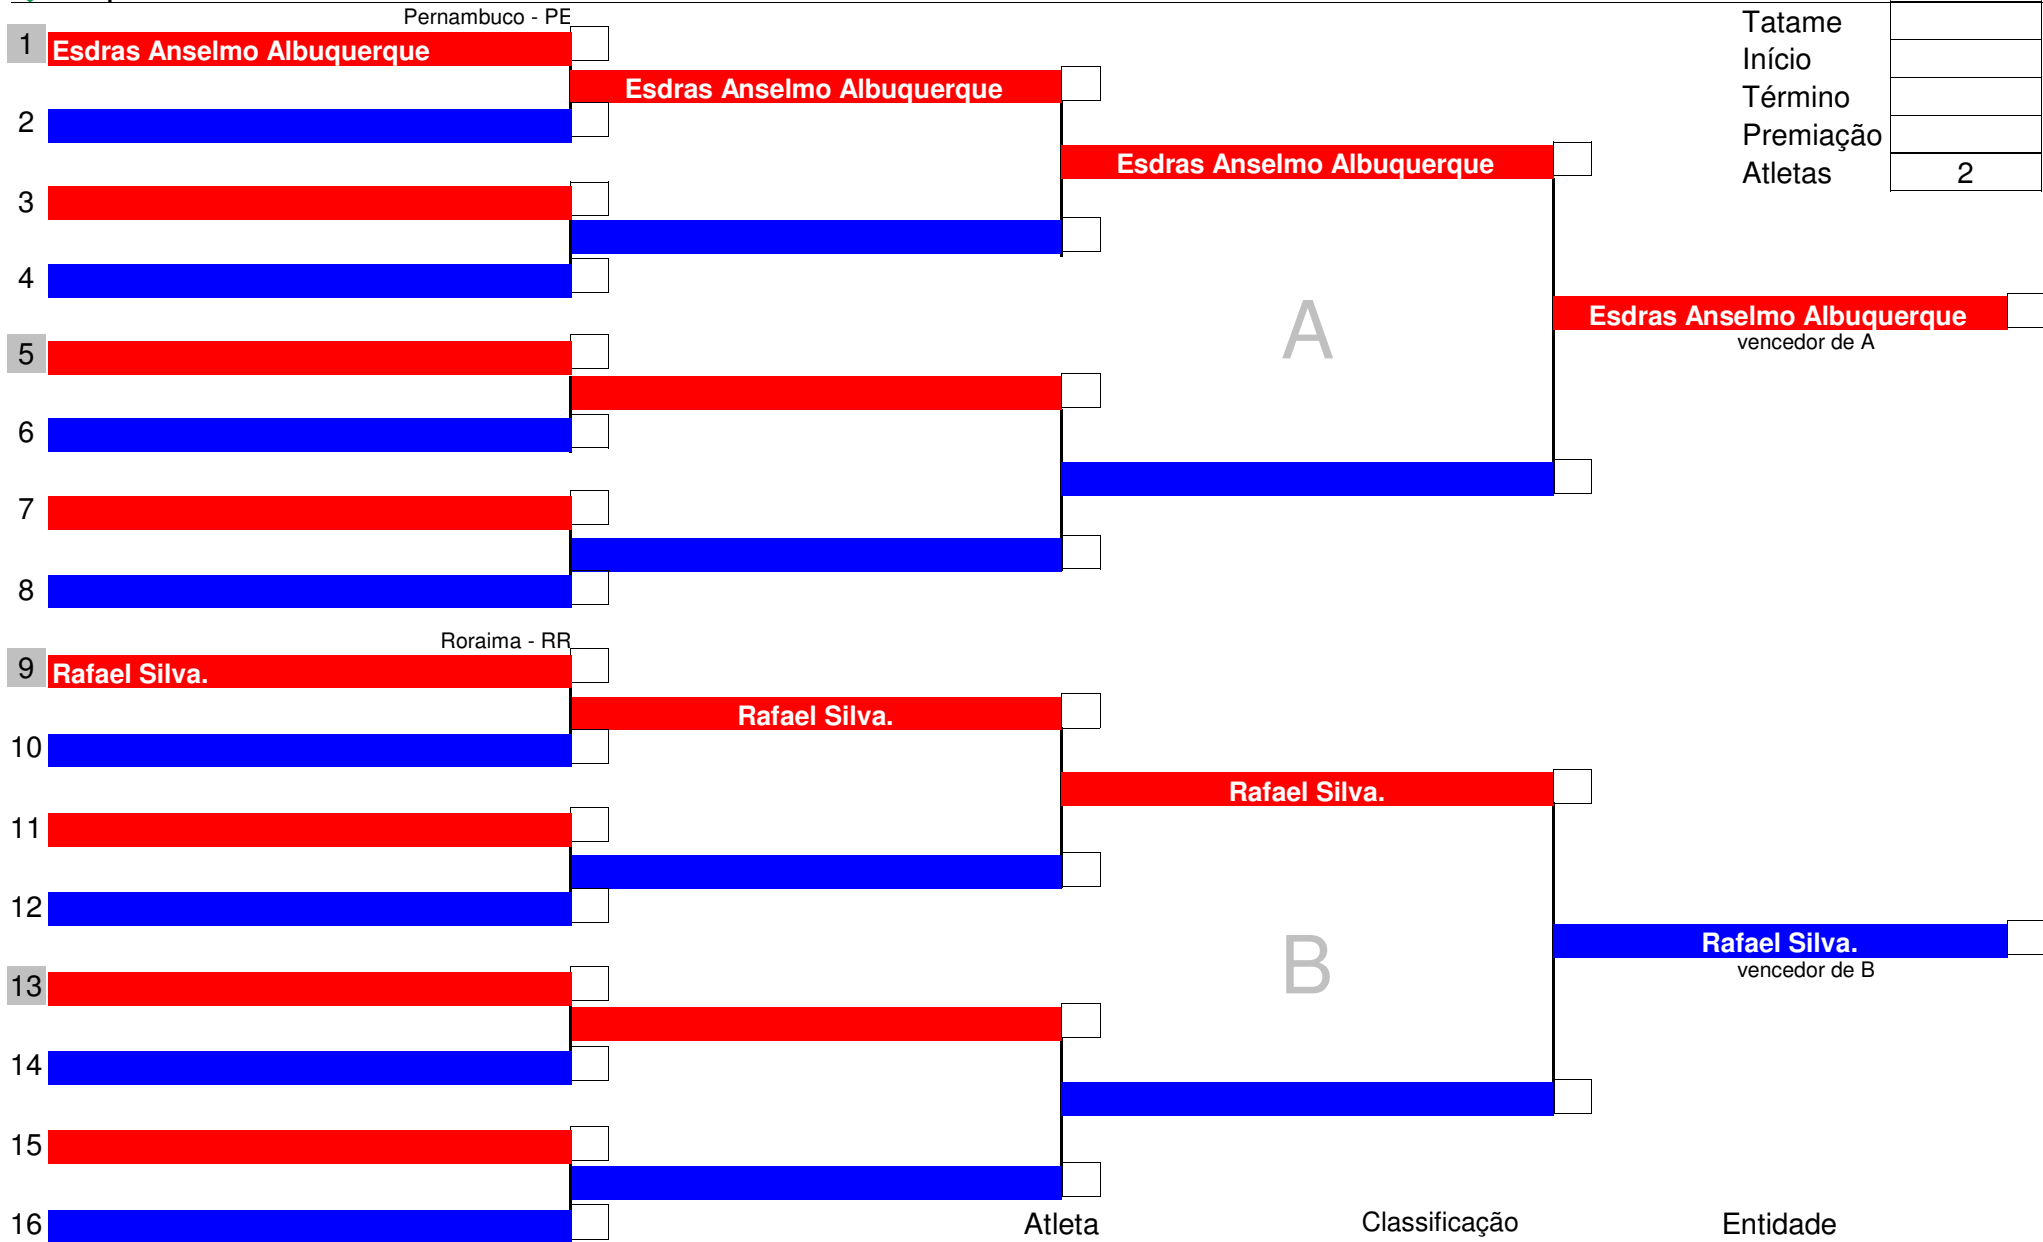 Pernambuco - PE
Tatame
1 Esdras Anselmo Albuquerque
Início
Esdras Anselmo Albuquerque
Término
2
Premiação
Esdras Anselmo Albuquerque
Atletas 2
3
4
A
Esdras Anselmo Albuquerque
vencedor de A
5
6
7
8
Roraima - RR
9 Rafael Silva.
Rafael Silva.
10
Rafael Silva.
11
12
B
Rafael Silva.
vencedor de B
13
14
15
16
Atleta Classificação Entidade